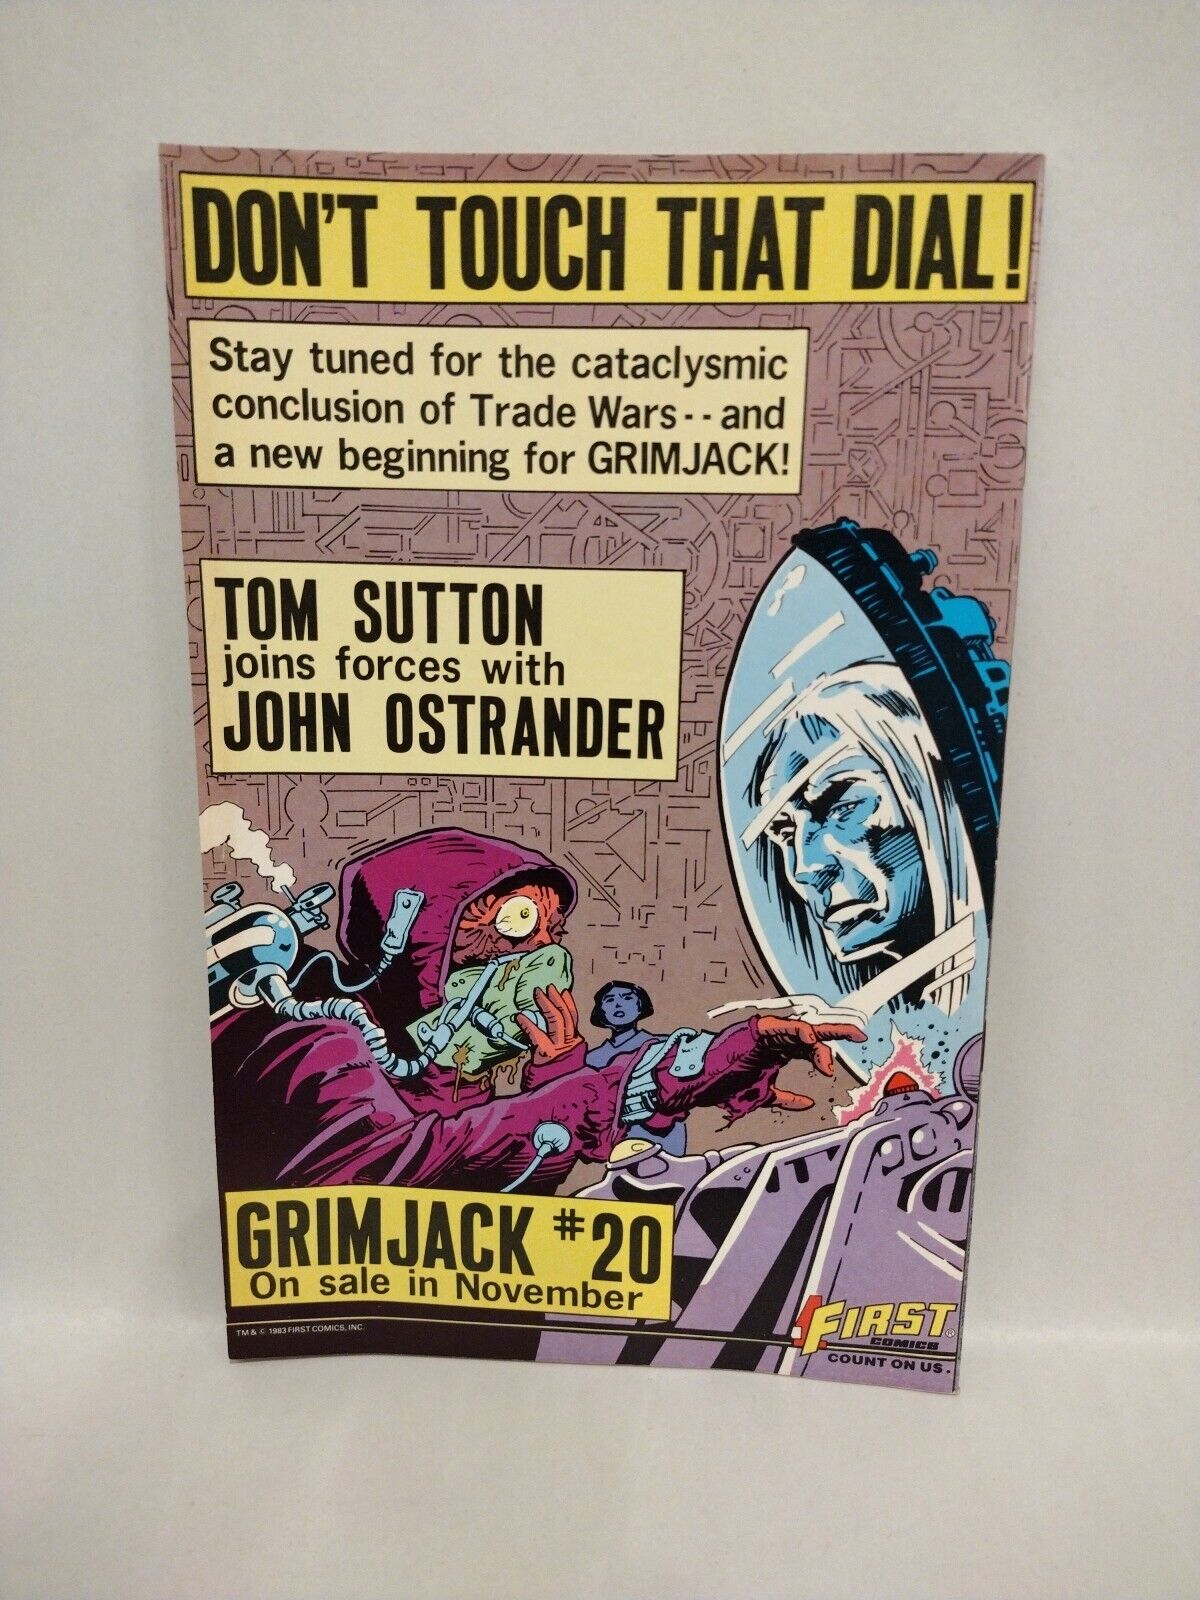 DON'T TOUCH THAT DIAL!
Stay tuned for the cataclysmic
conclusion of Trade Wars--and
a new beginning for GRIMJACK!
TOM SUTTON
joins forces with
JOHN OSTRANDER
GRIMJACK #20
On sale in November
TM & © 1983 FIRST COMICS, INC.
FIRST®
COMICS
COUNT ON US.